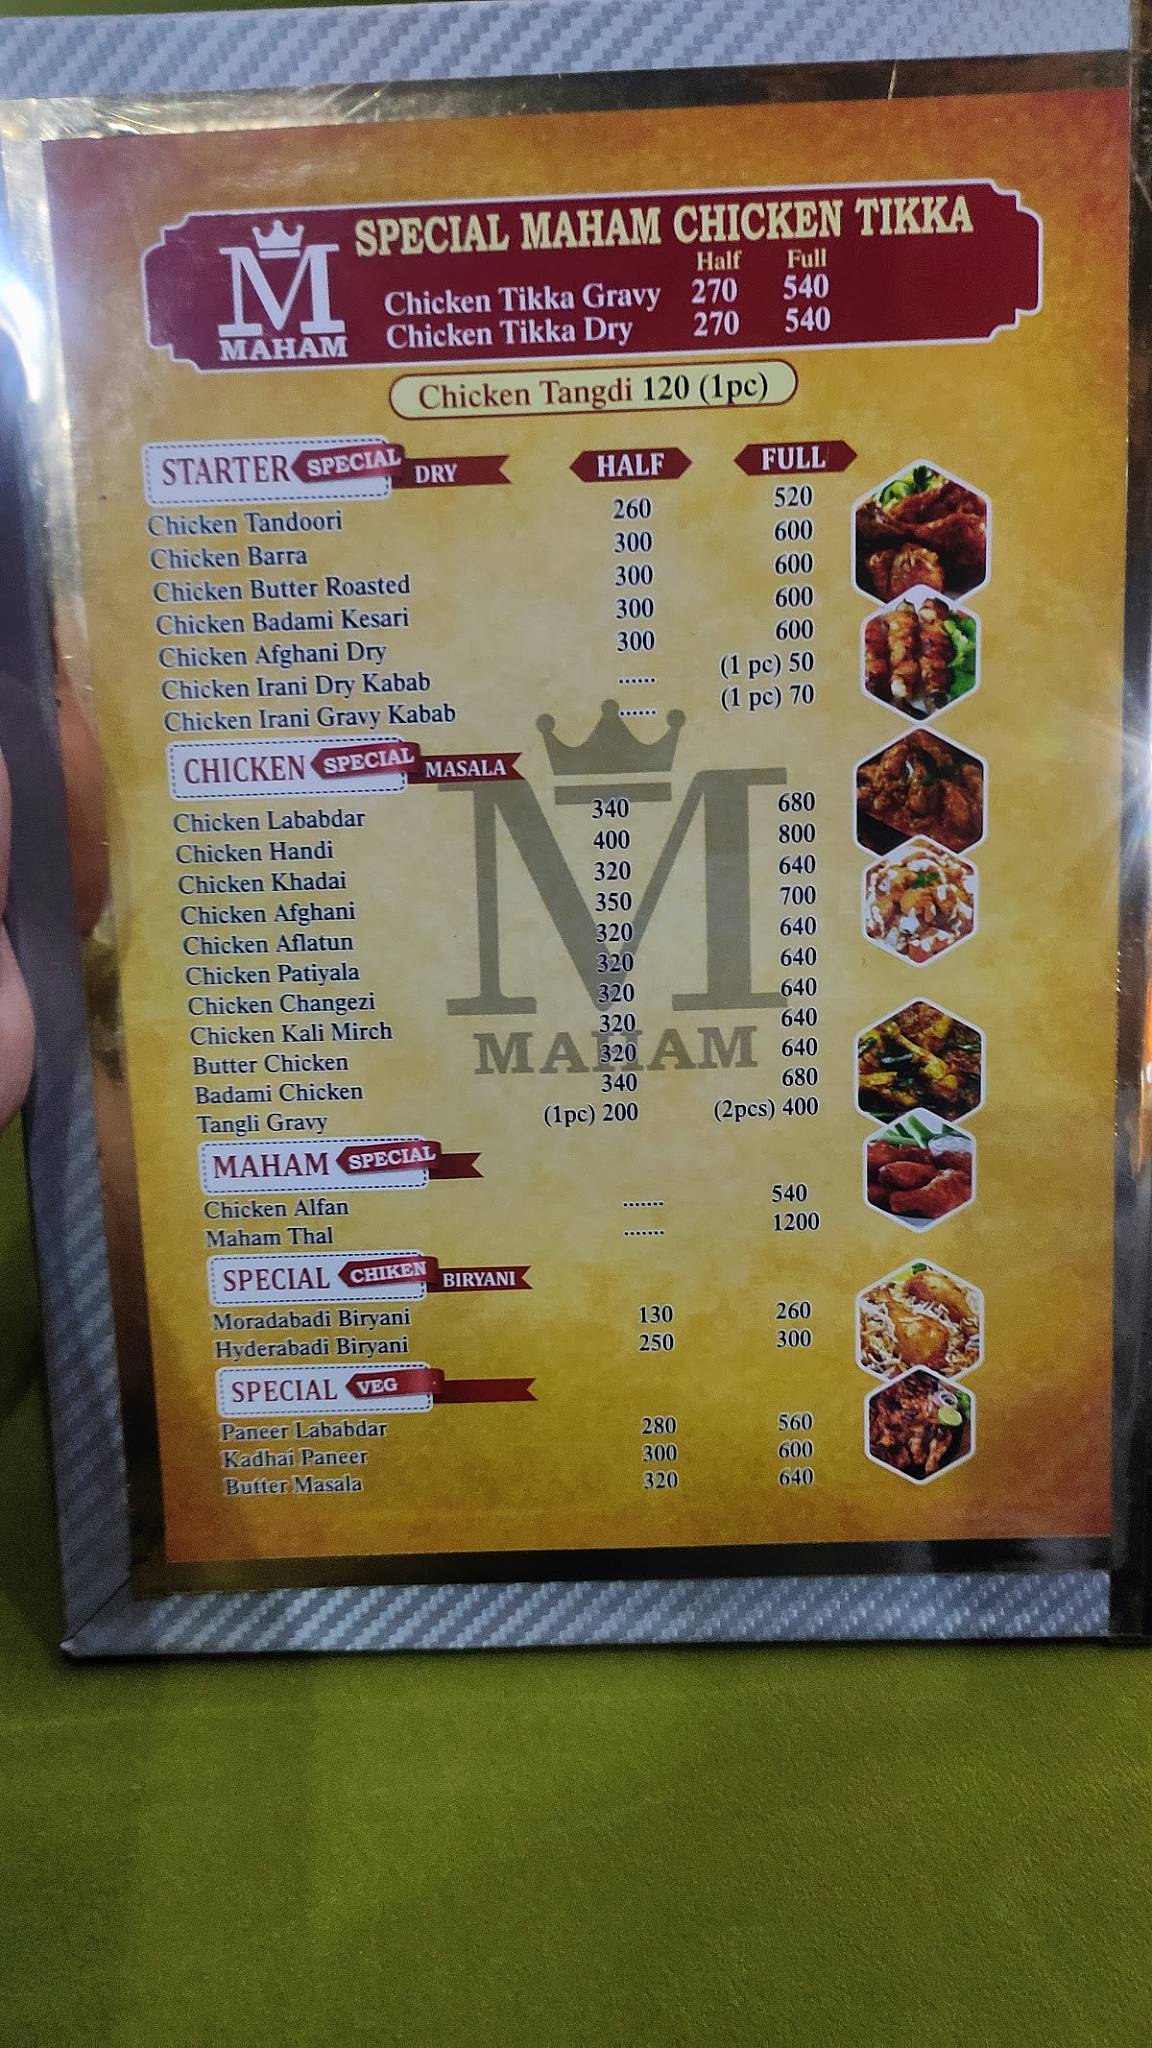 SPECIAL MAHAM CHICKEN TIKKA
M
MAHAM
Half Full
Chicken Tikka Gravy 270 540
Chicken Tikka Dry 270 540
Chicken Tangdi 120 (1pc)
STARTER SPECIAL DRY HALF FULL
Chicken Tandoori 260 520
Chicken Barra 300 600
Chicken Butter Roasted 300 600
Chicken Badami Kesari 300 600
Chicken Afghani Dry 300 600
Chicken Irani Dry Kabab ...... (1 pc) 50
Chicken Irani Gravy Kabab ...... (1 pc) 70
CHICKEN SPECIAL MASALA
Chicken Lababdar 340 680
Chicken Handi 400 800
Chicken Khadai 320 640
Chicken Afghani 350 700
Chicken Aflatun 320 640
Chicken Patiyala 320 640
Chicken Changezi 320 640
Chicken Kali Mirch 320 640
Butter Chicken 320 640
Badami Chicken 340 680
Tangli Gravy (1pc) 200 (2pcs) 400
M
MAHAM
MAHAM SPECIAL
Chicken Alfan ....... 540
Maham Thal ....... 1200
SPECIAL CHIKEN BIRYANI
Moradabadi Biryani 130 260
Hyderabadi Biryani 250 300
SPECIAL VEG
Paneer Lababdar 280 560
Kadhai Paneer 300 600
Butter Masala 320 640